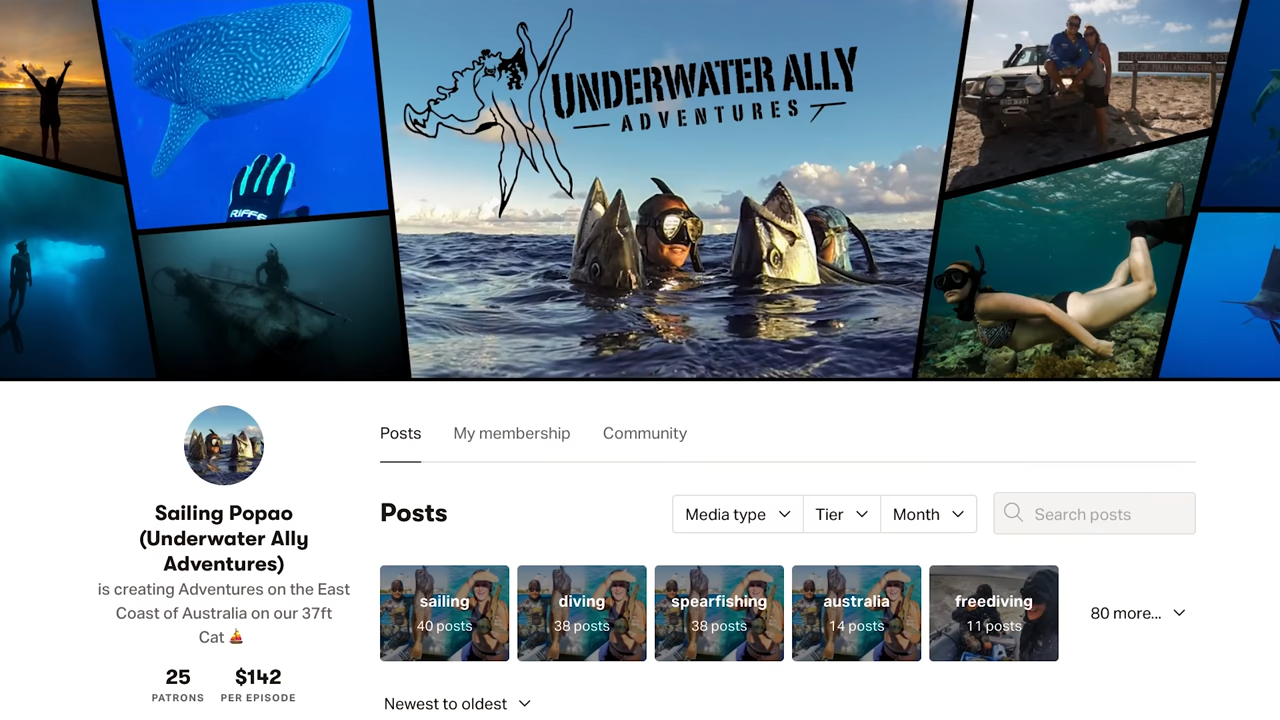 UNDERWATER ALLY
ADVENTURES
RIFFE
Posts
My membership
Community
Sailing Popao
(Underwater Ally
Adventures)
is creating Adventures on the East
Coast of Australia on our 37ft
Cat ⛵
25
PATRONS
$142
PER EPISODE
Posts
Media type
Tier
Month
Search posts
sailing
40 posts
diving
38 posts
spearfishing
38 posts
australia
14 posts
freediving
11 posts
80 more...
Newest to oldest